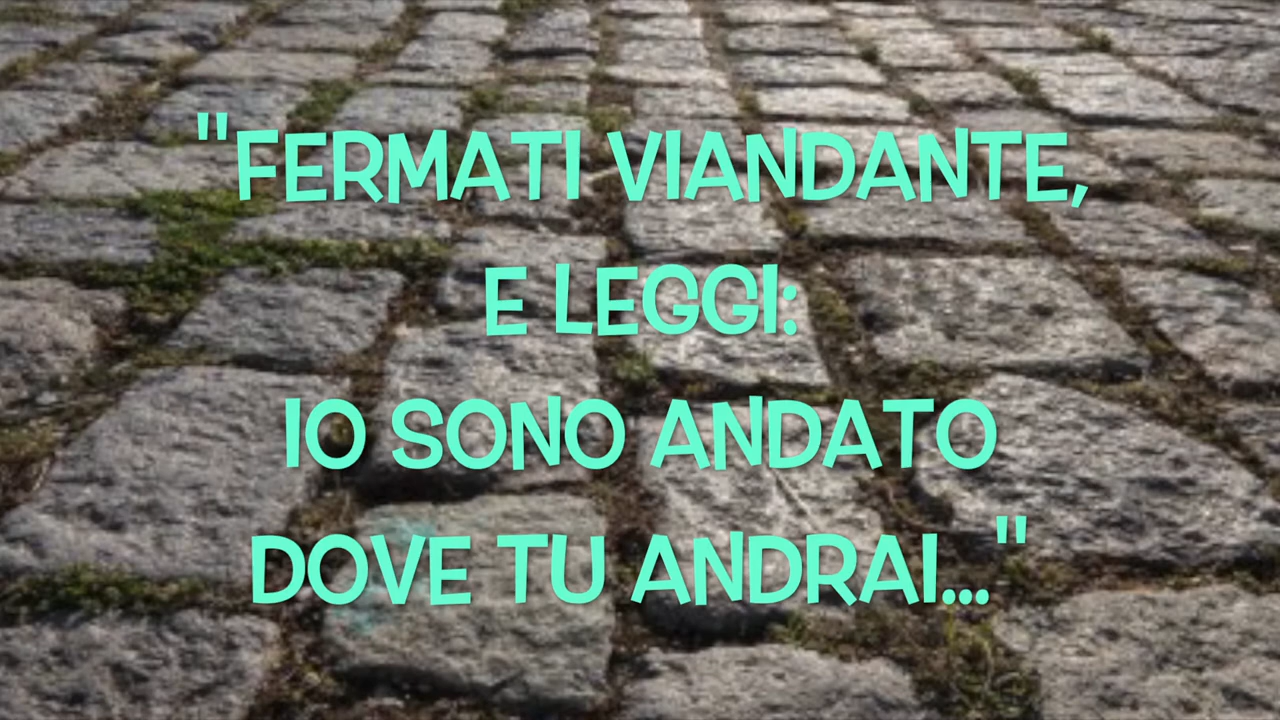 "FERMATI VIANDANTE,
E LEGGI:
IO SONO ANDATO
DOVE TU ANDRAI..."